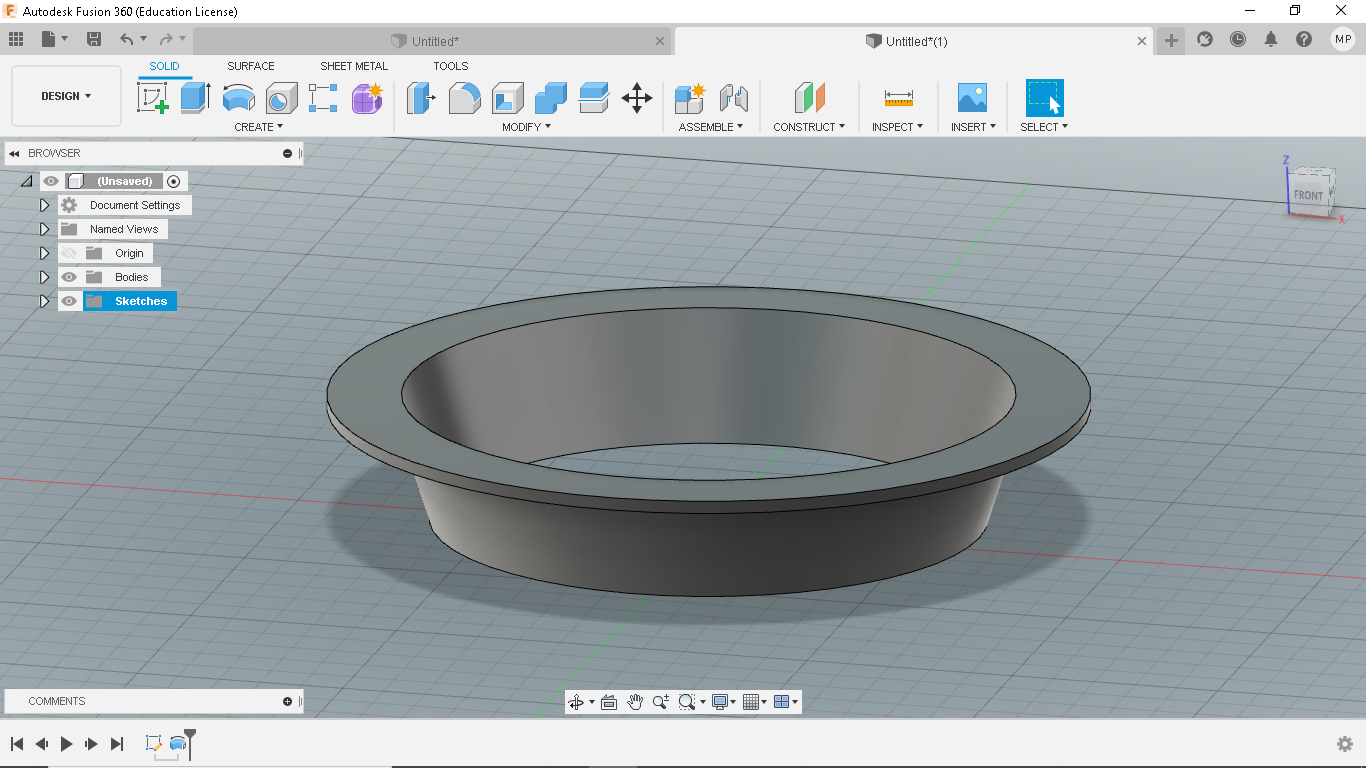 Autodesk Fusion 360 (Education License)
Untitled*
Untitled*(1)
MP
SOLID
SURFACE
SHEET METAL
TOOLS
DESIGN
CREATE
MODIFY
ASSEMBLE
CONSTRUCT
INSPECT
INSERT
SELECT
BROWSER
(Unsaved)
Document Settings
Named Views
Origin
Bodies
Sketches
Z
FRONT
X
COMMENTS